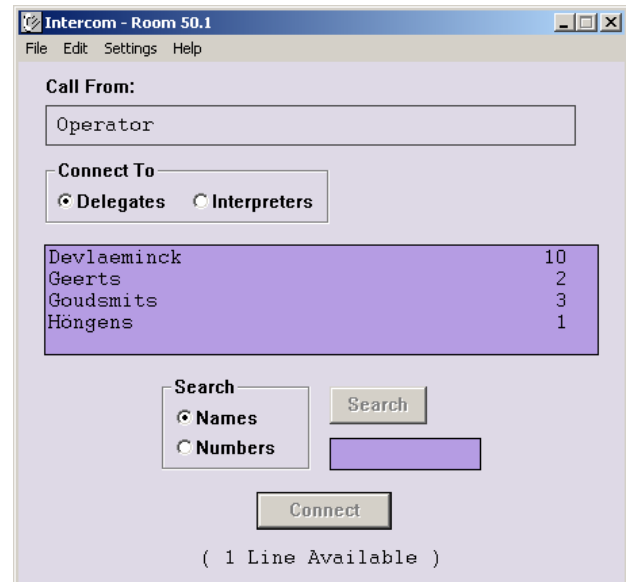 Intercom - Room 50.1
File Edit Settings Help
Call From:
Operator
Connect To
Delegates Interpreters
Devlaeminck 10
Geerts 2
Goudsmits 3
Höngens 1
Search
Names
Numbers
Search
Connect
( 1 Line Available )